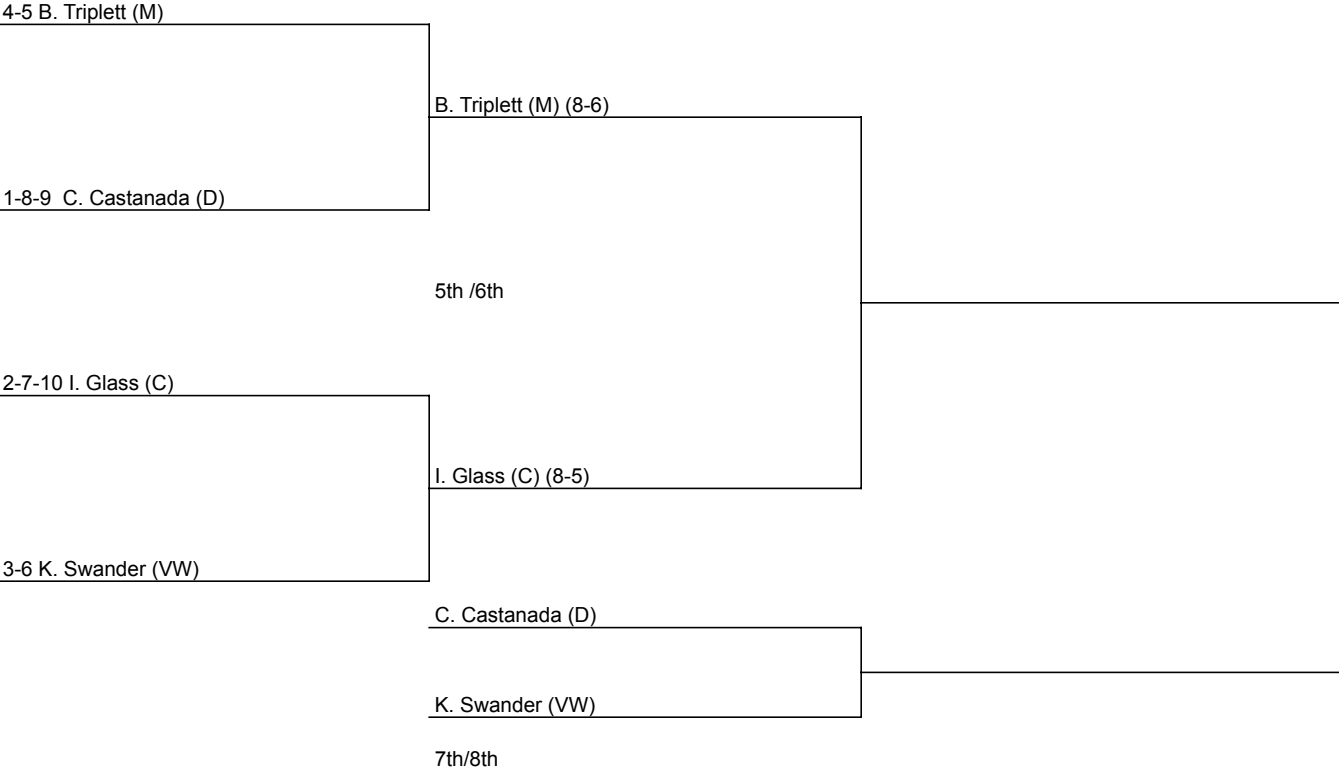 4-5 B. Triplett (M)
B. Triplett (M) (8-6)
1-8-9  C. Castanada (D)
5th /6th
2-7-10 I. Glass (C)
I. Glass (C) (8-5)
3-6 K. Swander (VW)
C. Castanada (D)
K. Swander (VW)
7th/8th